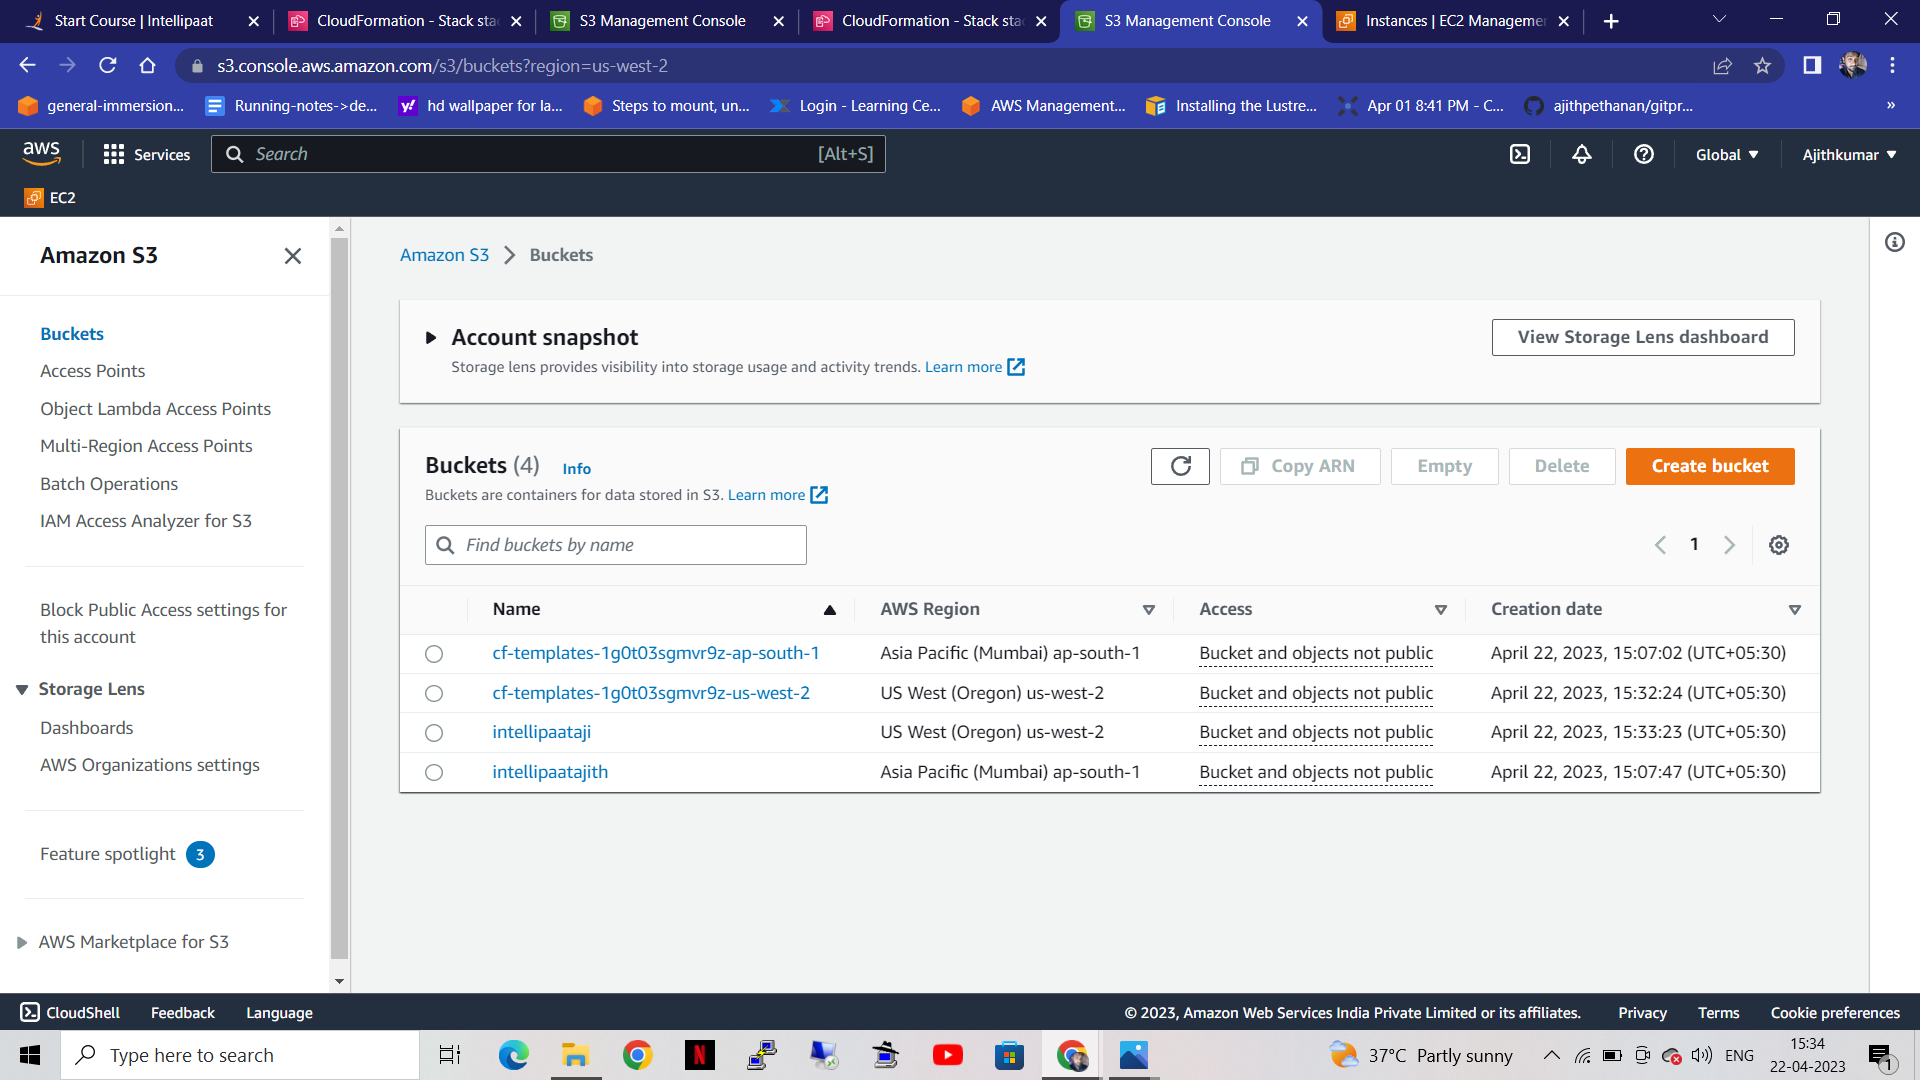 Start Course | Intellipaat
CloudFormation - Stack sta
S3 Management Console
CloudFormation - Stack sta
S3 Management Console
Instances | EC2 Managemen
s3.console.aws.amazon.com/s3/buckets?region=us-west-2
general-immersion...
Running-notes->de...
hd wallpaper for la...
Steps to mount, un...
Login - Learning Ce...
AWS Management...
Installing the Lustre...
Apr 01 8:41 PM - C...
ajithpethanan/gitpr...
»
aws
Services
Search
[Alt+S]
Global
Ajithkumar
EC2
Amazon S3
Buckets
Access Points
Object Lambda Access Points
Multi-Region Access Points
Batch Operations
IAM Access Analyzer for S3
Block Public Access settings for
this account
Storage Lens
Dashboards
AWS Organizations settings
Feature spotlight 3
AWS Marketplace for S3
Amazon S3 > Buckets
Account snapshot
Storage lens provides visibility into storage usage and activity trends. Learn more
View Storage Lens dashboard
Buckets (4) Info
Buckets are containers for data stored in S3. Learn more
Copy ARN
Empty
Delete
Create bucket
Find buckets by name
1
Name AWS Region Access Creation date
cf-templates-1g0t03sgmvr9z-ap-south-1 Asia Pacific (Mumbai) ap-south-1 Bucket and objects not public April 22, 2023, 15:07:02 (UTC+05:30)
cf-templates-1g0t03sgmvr9z-us-west-2 US West (Oregon) us-west-2 Bucket and objects not public April 22, 2023, 15:32:24 (UTC+05:30)
intellipaataji US West (Oregon) us-west-2 Bucket and objects not public April 22, 2023, 15:33:23 (UTC+05:30)
intellipaatajith Asia Pacific (Mumbai) ap-south-1 Bucket and objects not public April 22, 2023, 15:07:47 (UTC+05:30)
CloudShell Feedback Language
© 2023, Amazon Web Services India Private Limited or its affiliates. Privacy Terms Cookie preferences
Type here to search
37°C Partly sunny
ENG
15:34
22-04-2023
1